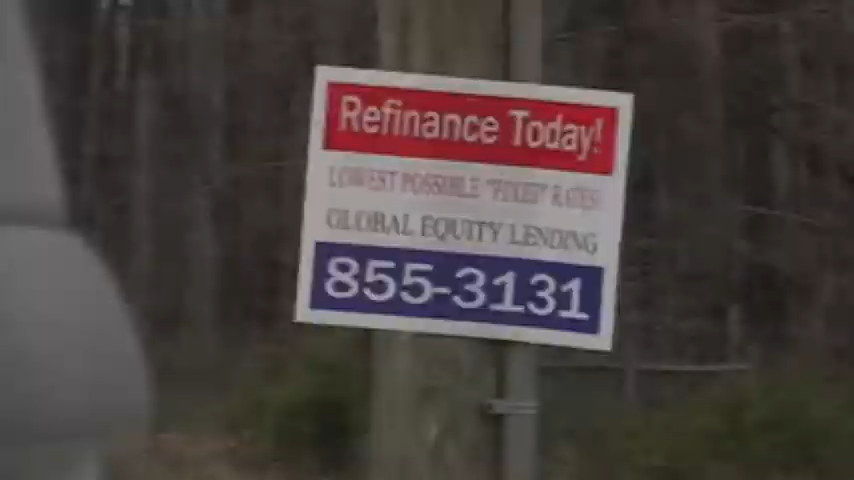 Refinance Today!
LOWEST POSSIBLE "FIXED" RATES
GLOBAL EQUITY LENDING
855-3131